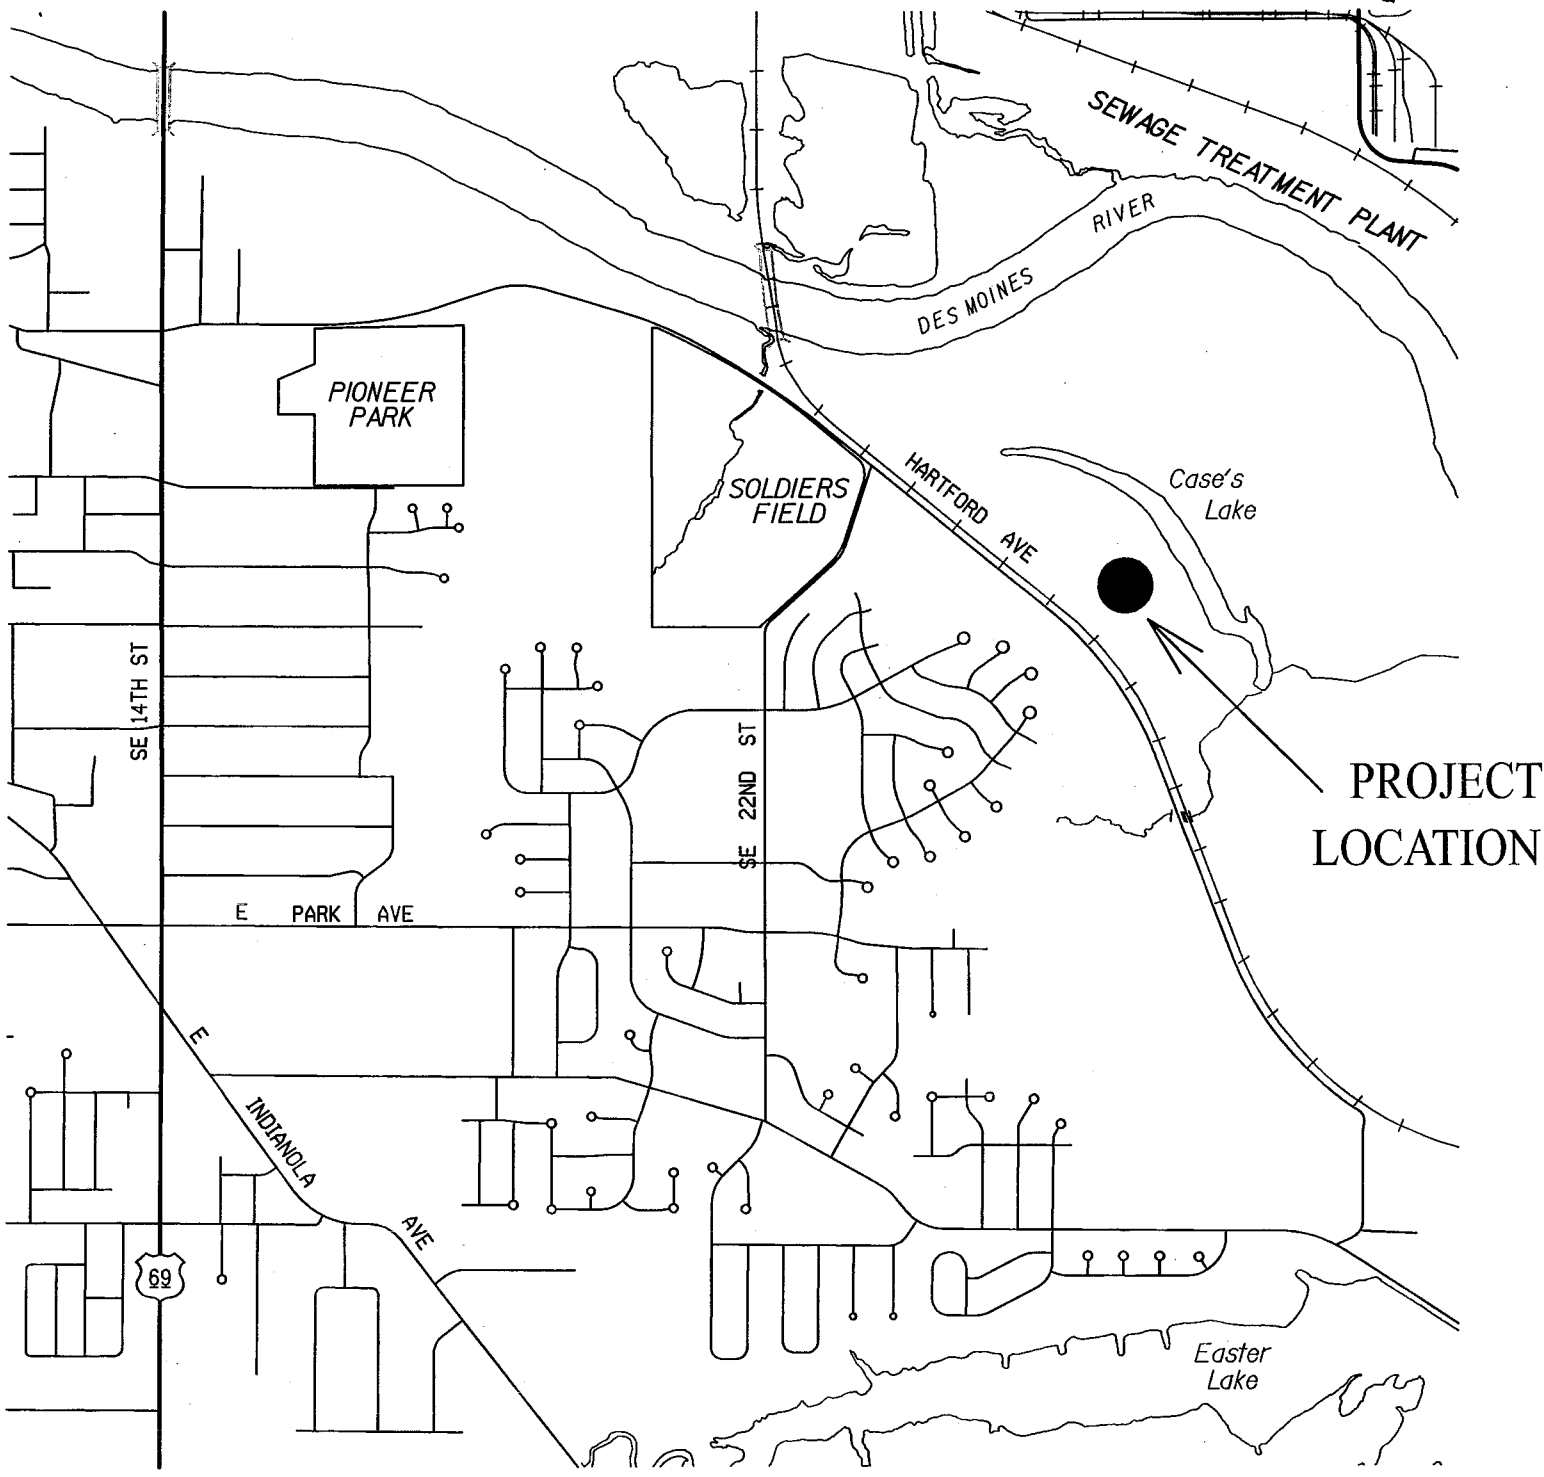 SEWAGE TREATMENT PLANT
RIVER
DES MOINES
PIONEER
PARK
SOLDIERS
FIELD
HARTFORD AVE
Case's
Lake
SE 14TH ST
SE 22ND ST
PROJECT
LOCATION
E PARK AVE
E INDIANOLA AVE
69
Easter
Lake